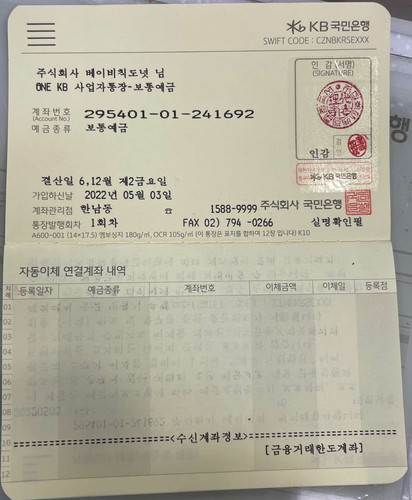 KB 국민은행
SWIFT CODE : CZNBKRSEXXX
주식회사 베이비칙도넛 님
ONE KB 사업자통장-보통예금
인 감 (서명)
(SIGNATURE)
계좌번호 295401-01-241692
(Account No.)
예금종류 보통예금
인감
KB 국민은행
결산일 6,12월 제2금요일
가입하신날 2022년 05월 03일
계좌관리점 한남동 ☎ 1588-9999 주식회사 국민은행
통장발행회차 1회차 FAX 02) 794 -0266 실명확인필
A600-001 (14×17.5) 엠보싱지 180g/㎡, OCR 105g/㎡ (이 통장은 표지를 합하여 12장 입니다) K10
자동이체 연결계좌 내역
차례 등록일자 예금종류 계좌번호 이체금액 이체일 등록점
01
02
03
04
05
06
07
08
09
10
11
12
<수신계좌정보>
[금융거래한도계좌]